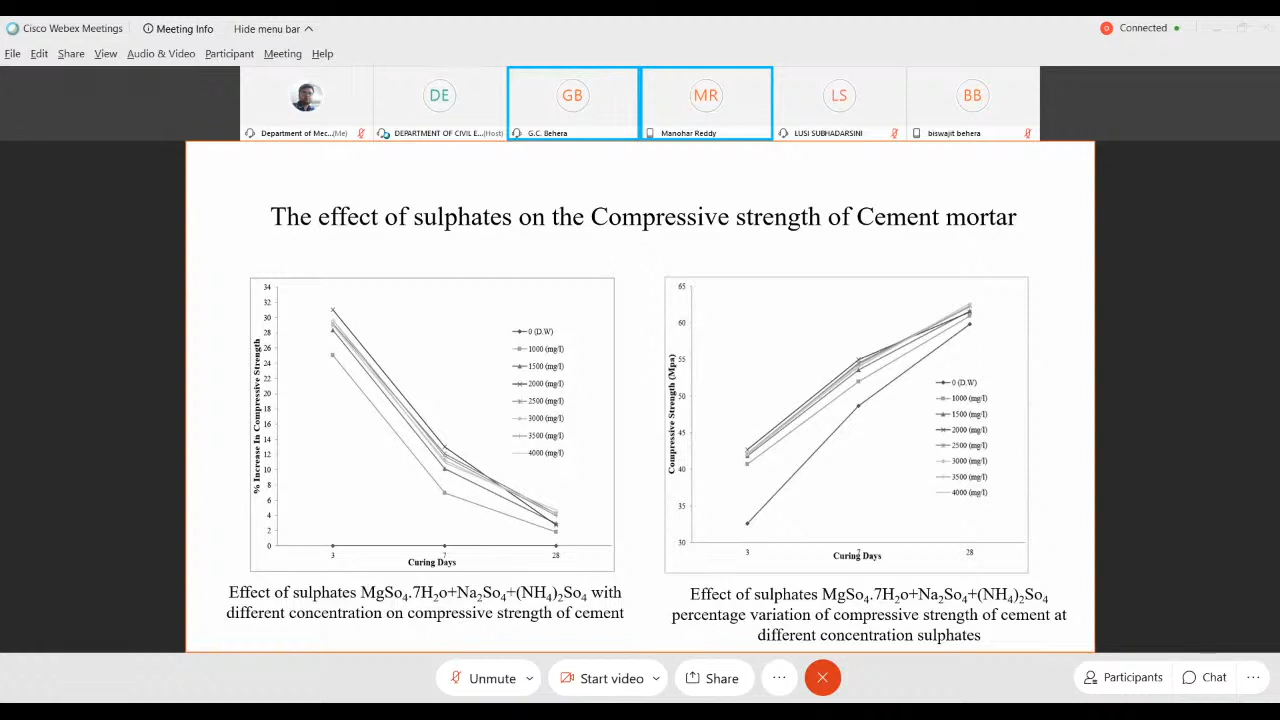 Cisco Webex Meetings Meeting Info Hide menu bar Connected
File Edit Share View Audio & Video Participant Meeting Help
DE GB MR LS BB
Department of Mec... (Me) DEPARTMENT OF CIVIL E... (Host) G.C. Behera Manohar Reddy LUSI SUBHADARSINI biswajit behera
The effect of sulphates on the Compressive strength of Cement mortar
% Increase In Compressive Strength
34
32
30
28
26
24
22
20
18
16
14
12
10
8
6
4
2
0
3 7 28
Curing Days
0 (D.W)
1000 (mg/l)
1500 (mg/l)
2000 (mg/l)
2500 (mg/l)
3000 (mg/l)
3500 (mg/l)
4000 (mg/l)
Effect of sulphates MgSo₄.7H₂o+Na₂So₄+(NH₄)₂So₄ with
different concentration on compressive strength of cement
Compressive Strength (Mpa)
65
60
55
50
45
40
35
30
3 7 28
Curing Days
0 (D.W)
1000 (mg/l)
1500 (mg/l)
2000 (mg/l)
2500 (mg/l)
3000 (mg/l)
3500 (mg/l)
4000 (mg/l)
Effect of sulphates MgSo₄.7H₂o+Na₂So₄+(NH₄)₂So₄
percentage variation of compressive strength of cement at
different concentration sulphates
Unmute Start video Share Participants Chat